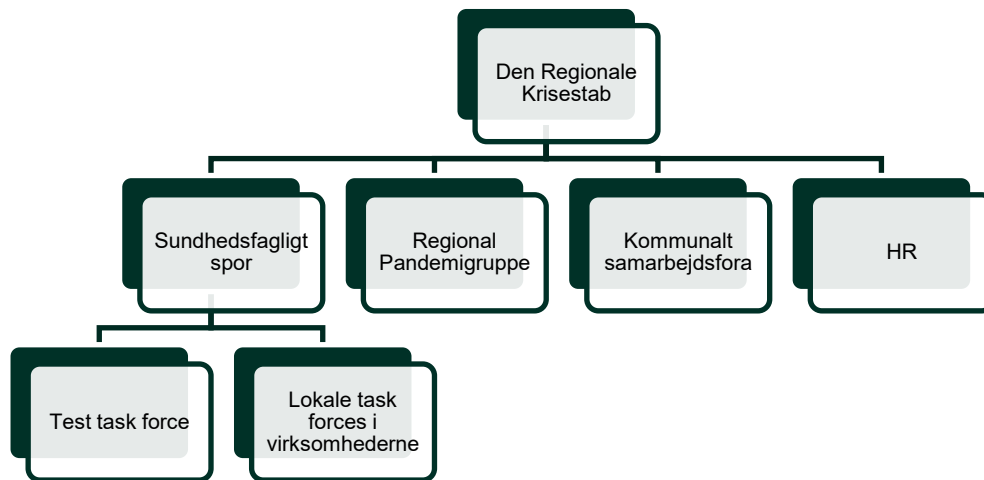 Den Regionale
Krisestab
Sundhedsfagligt
spor
Regional
Pandemigruppe
Kommunalt
samarbejdsfora
HR
Test task force
Lokale task
forces i
virksomhederne